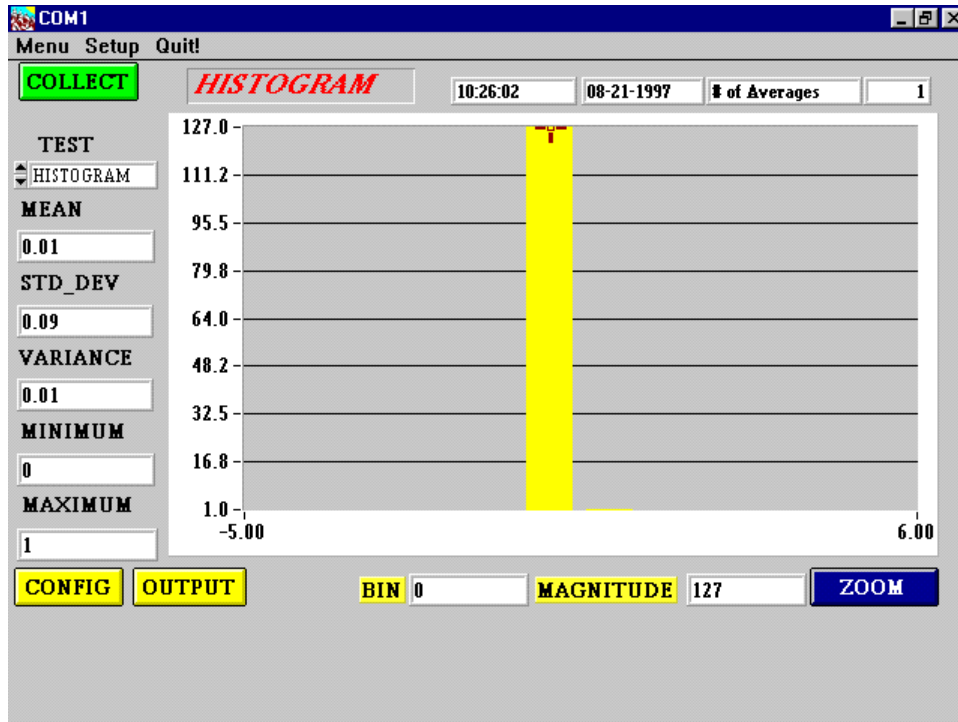 COM1
Menu Setup Quit!
COLLECT
HISTOGRAM
10:26:02
08-21-1997
# of Averages
1
TEST
HISTOGRAM
MEAN
0.01
STD_DEV
0.09
VARIANCE
0.01
MINIMUM
0
MAXIMUM
1
127.0
111.2
95.5
79.8
64.0
48.2
32.5
16.8
1.0
-5.00
6.00
CONFIG
OUTPUT
BIN
0
MAGNITUDE
127
ZOOM